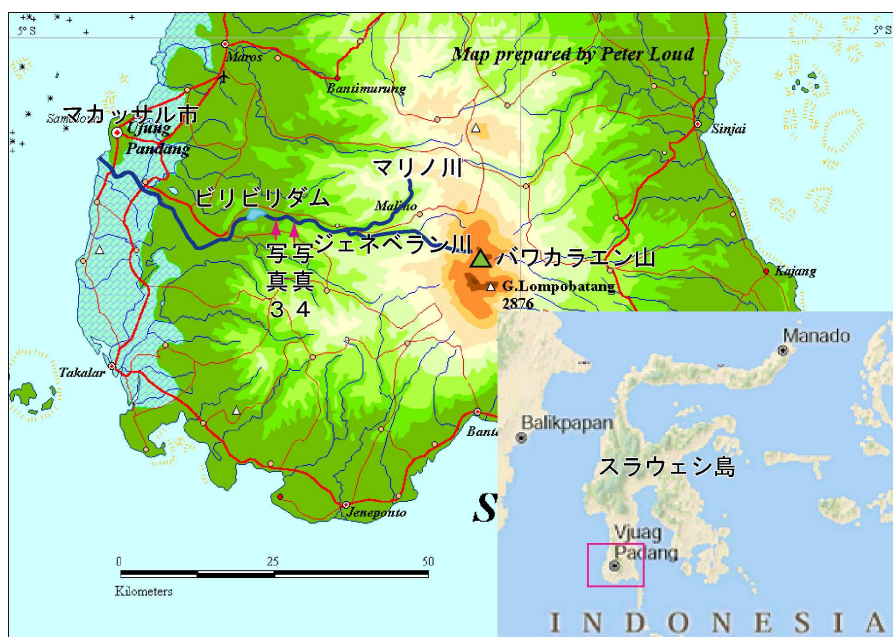 5° S
5° S
Map prepared by Peter Loud
Maros
Bantimurung
マカッサル市
Ujung
Pandang
Sinjai
マリノ川
ビリビリダム
Malino
ジェネベラン川
バワカラエン山
写真3
写真4
G.Lompobatang
2876
Kajang
Takalar
Jeneponto
S
0 25 50
Kilometers
Manado
Balikpapan
スラウェシ島
Vjuag
Padang
INDONESIA